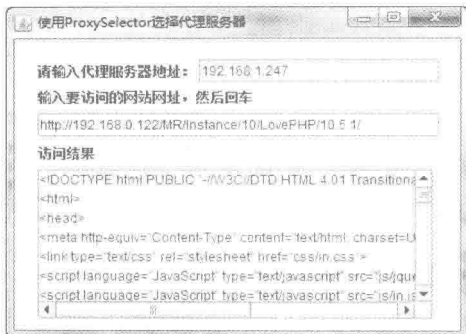 使用ProxySelector选择代理服务器
请输入代理服务器地址： 192.168.1.247
输入要访问的网站网址，然后回车
http://192.168.0.122/MR/Instance/10/LovePHP/10.5.1/
访问结果
<!DOCTYPE html PUBLIC "-//W3C//DTD HTML 4.01 Transitiona
<html>
<head>
<meta http-equiv="Content-Type" content="text/html; charset=U
<link type="text/css" rel="stylesheet" href="css/in.css">
<script language="JavaScript" type="text/javascript" src="js/jque
<script language="JavaScript" type="text/javascript" src="js/in.js